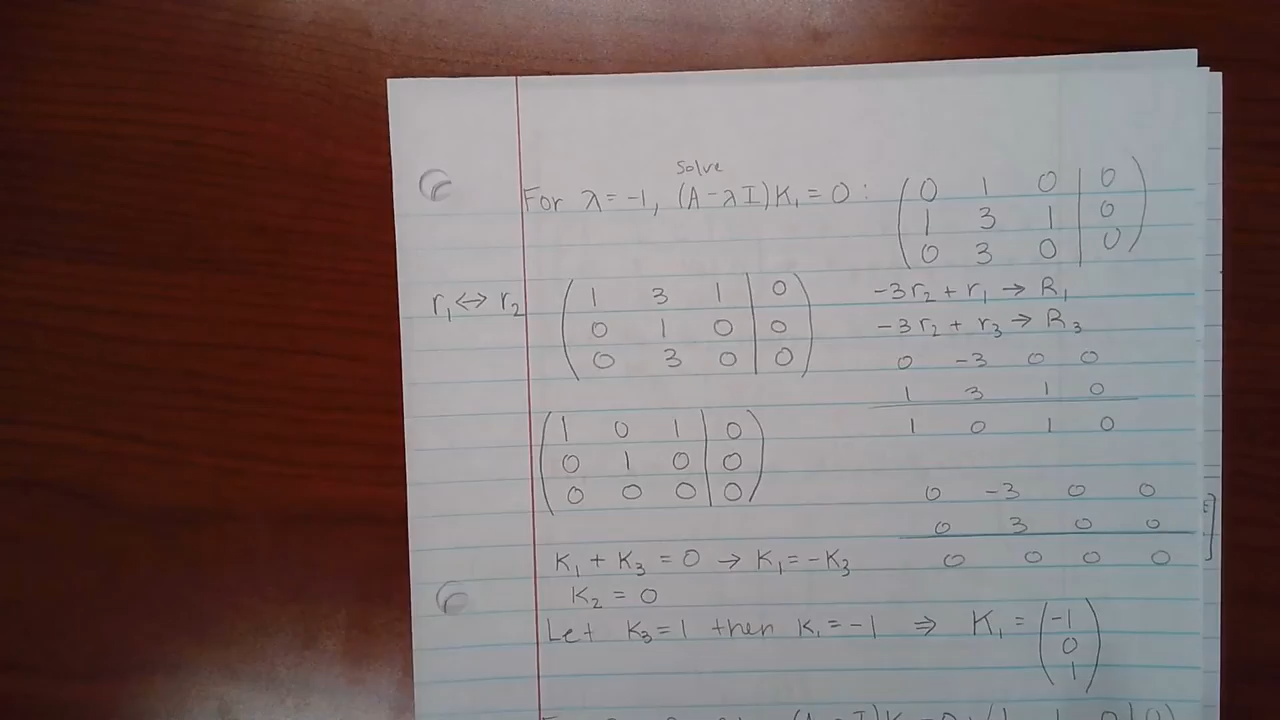 Solve
For λ = -1, (A - λI)K₁ = 0 : ( 0 1 0 | 0 )
( 1 3 1 | 0 )
( 0 3 0 | 0 )
r₁ ↔ r₂ ( 1 3 1 | 0 ) -3r₂ + r₁ → R₁
( 0 1 0 | 0 ) -3r₂ + r₃ → R₃
( 0 3 0 | 0 ) 0 -3 0 0
1 3 1 0
( 1 0 1 | 0 ) 1 0 1 0
( 0 1 0 | 0 )
( 0 0 0 | 0 ) 0 -3 0 0
0 3 0 0
K₁ + K₃ = 0 → K₁ = -K₃ 0 0 0 0
K₂ = 0
Let K₃ = 1 then K₁ = -1 ⇒ K₁ = ( -1 )
( 0 )
( 1 )